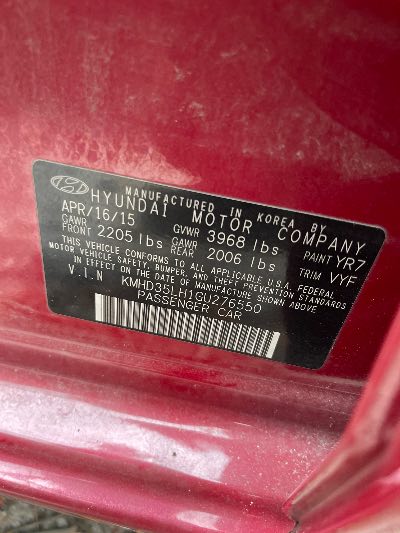 MANUFACTURED IN KOREA BY
HYUNDAI MOTOR COMPANY
APR/16/15 GVWR 3968 lbs PAINT YR7
GAWR FRONT 2205 lbs GAWR REAR 2006 lbs TRIM VYF
THIS VEHICLE CONFORMS TO ALL APPLICABLE U.S.A. FEDERAL
MOTOR VEHICLE SAFETY, BUMPER, AND THEFT PREVENTION STANDARDS
IN EFFECT ON THE DATE OF MANUFACTURE SHOWN ABOVE
V.I.N KMHD35LH1GU276550
PASSENGER CAR